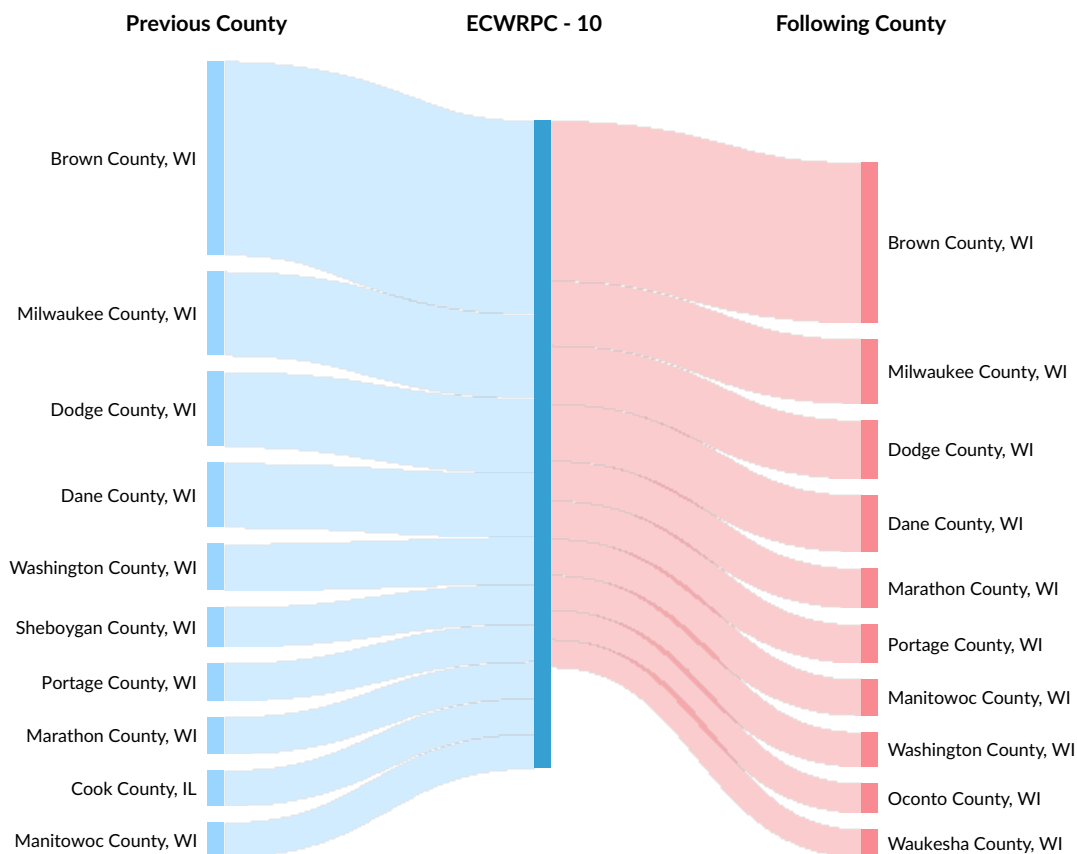 Previous County
ECWRPC - 10
Following County
Brown County, WI
Milwaukee County, WI
Dodge County, WI
Dane County, WI
Washington County, WI
Sheboygan County, WI
Portage County, WI
Marathon County, WI
Cook County, IL
Manitowoc County, WI
Brown County, WI
Milwaukee County, WI
Dodge County, WI
Dane County, WI
Marathon County, WI
Portage County, WI
Manitowoc County, WI
Washington County, WI
Oconto County, WI
Waukesha County, WI